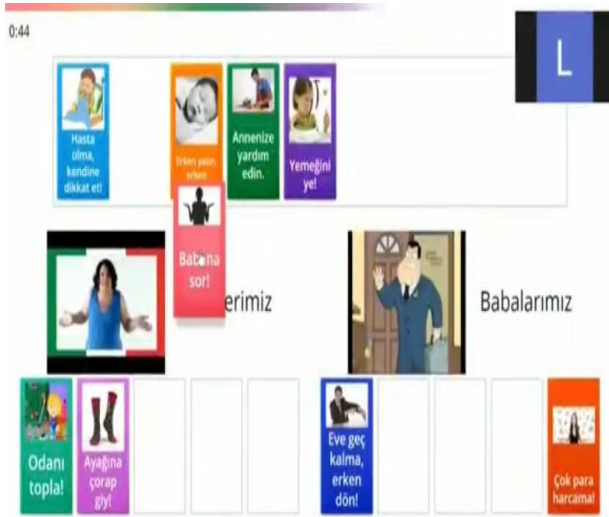 0:44
L
Hasta
olma,
kendine
dikkat et!
Erken yatın,
erken
Annenize
yardım
edin.
Yemeğini
ye!
Babana
sor!
erimiz
Babalarımız
Odanı
topla!
Ayağına
çorap
giy!
Eve geç
kalma,
erken
dön!
Çok para
harcama!